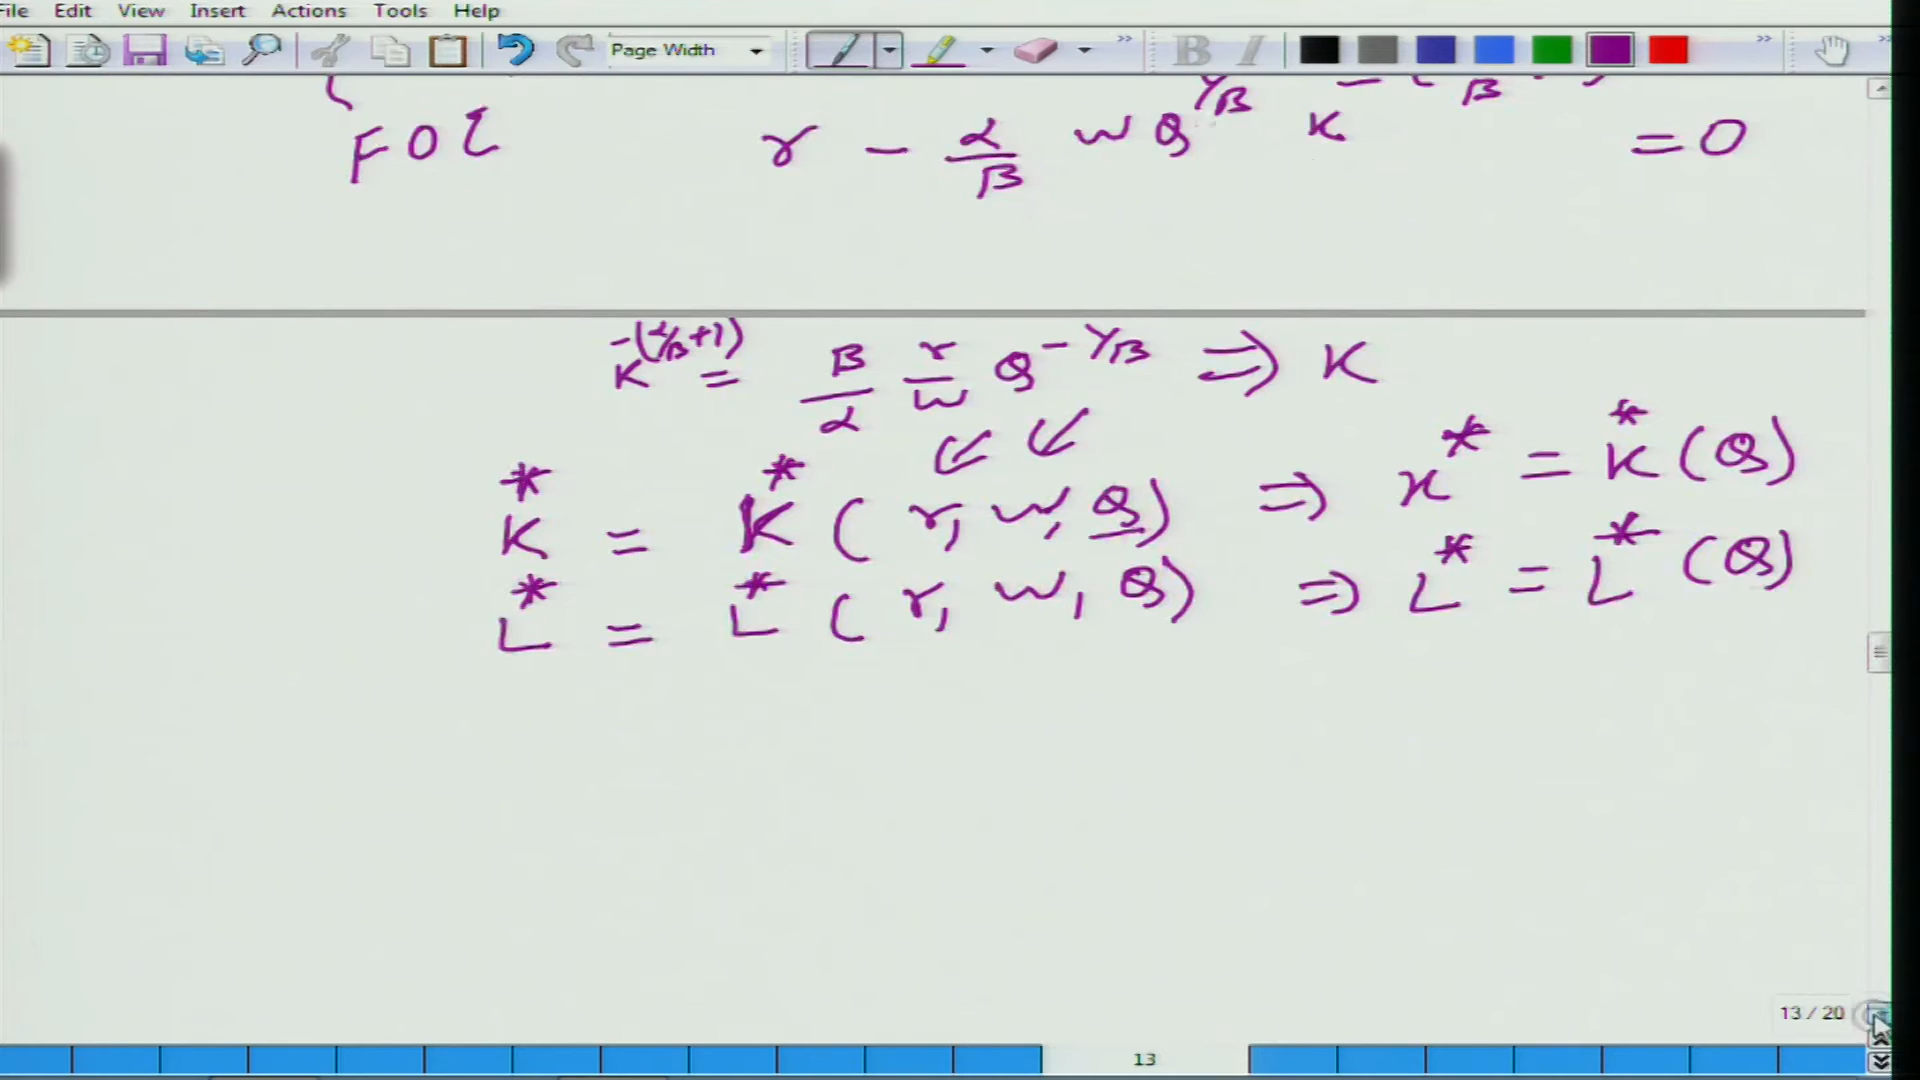 File Edit View Insert Actions Tools Help
Page Width B I
FOC r - α/β w Q^(1/β) K^-(α/β + 1) = 0
K^-(α/β+1) = β/α r/w Q^(-1/β) ⇒ K
K* = K* ( r, w, Q) ⇒ K* = K* (Q)
L* = L* ( r, w, Q) ⇒ L* = L* (Q)
13 / 20
13